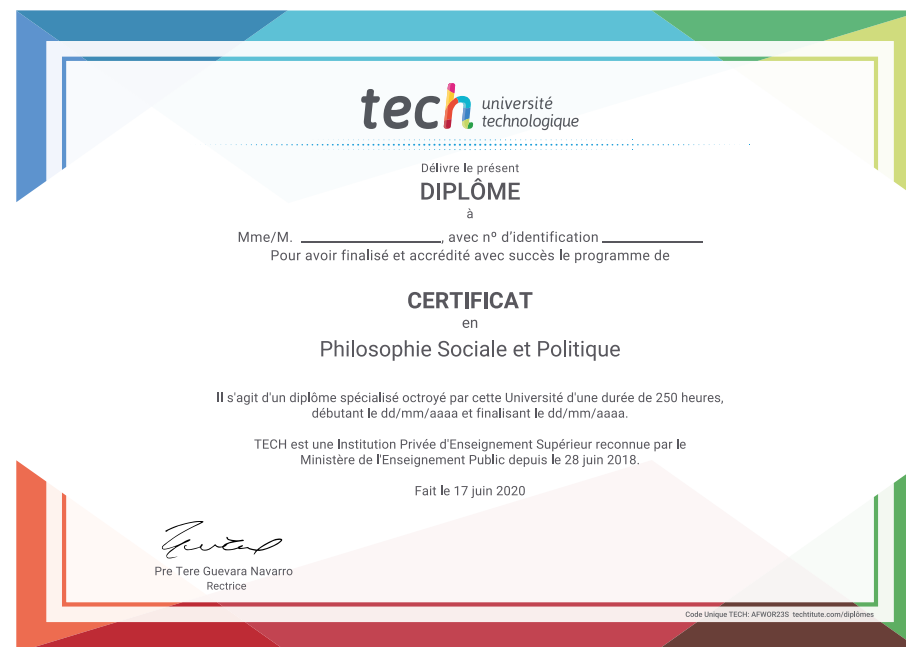 tech université
technologique
Délivre le présent
DIPLÔME
à
Mme/M. ____________________, avec nº d'identification ______________
Pour avoir finalisé et accrédité avec succès le programme de
CERTIFICAT
en
Philosophie Sociale et Politique
Il s'agit d'un diplôme spécialisé octroyé par cette Université d'une durée de 250 heures,
débutant le dd/mm/aaaa et finalisant le dd/mm/aaaa.
TECH est une Institution Privée d'Enseignement Supérieur reconnue par le
Ministère de l'Enseignement Public depuis le 28 juin 2018.
Fait le 17 juin 2020
Pre Tere Guevara Navarro
Rectrice
Code Unique TECH: AFWOR23S techtitute.com/diplômes